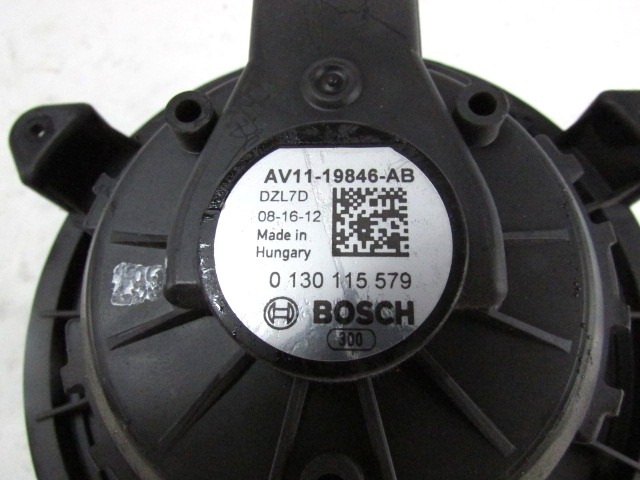 AV11-19846-AB
DZL7D
08-16-12
Made in
Hungary
0 130 115 579
BOSCH
300